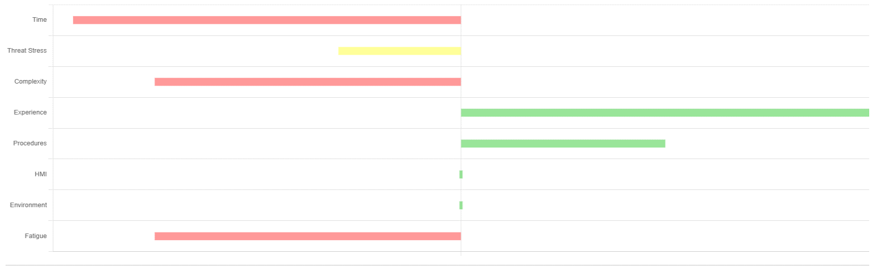 Time
Threat Stress
Complexity
Experience
Procedures
HMI
Environment
Fatigue